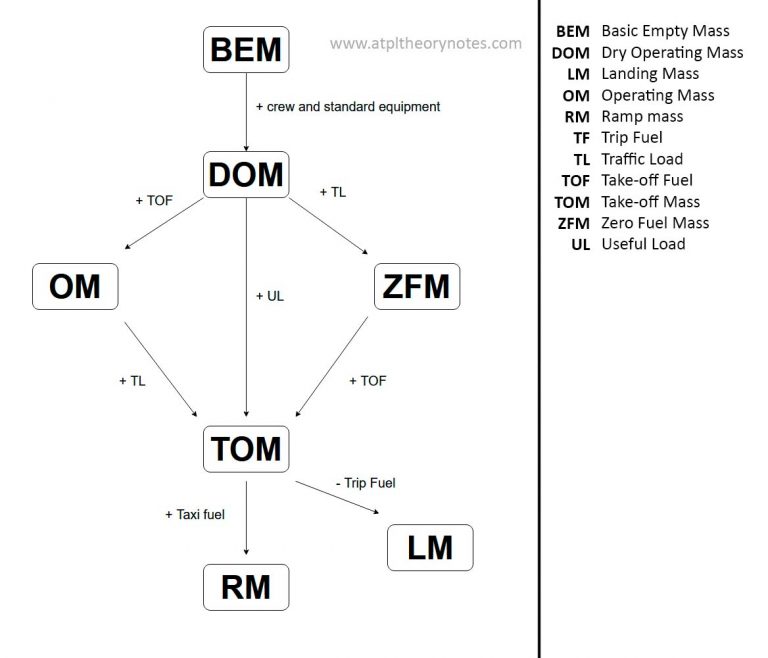 BEM
www.atpltheorynotes.com
+ crew and standard equipment
DOM
+ TOF
+ TL
OM
+ UL
ZFM
+ TL
+ TOF
TOM
- Trip Fuel
+ Taxi fuel
LM
RM
BEM Basic Empty Mass
DOM Dry Operating Mass
LM Landing Mass
OM Operating Mass
RM Ramp mass
TF Trip Fuel
TL Traffic Load
TOF Take-off Fuel
TOM Take-off Mass
ZFM Zero Fuel Mass
UL Useful Load